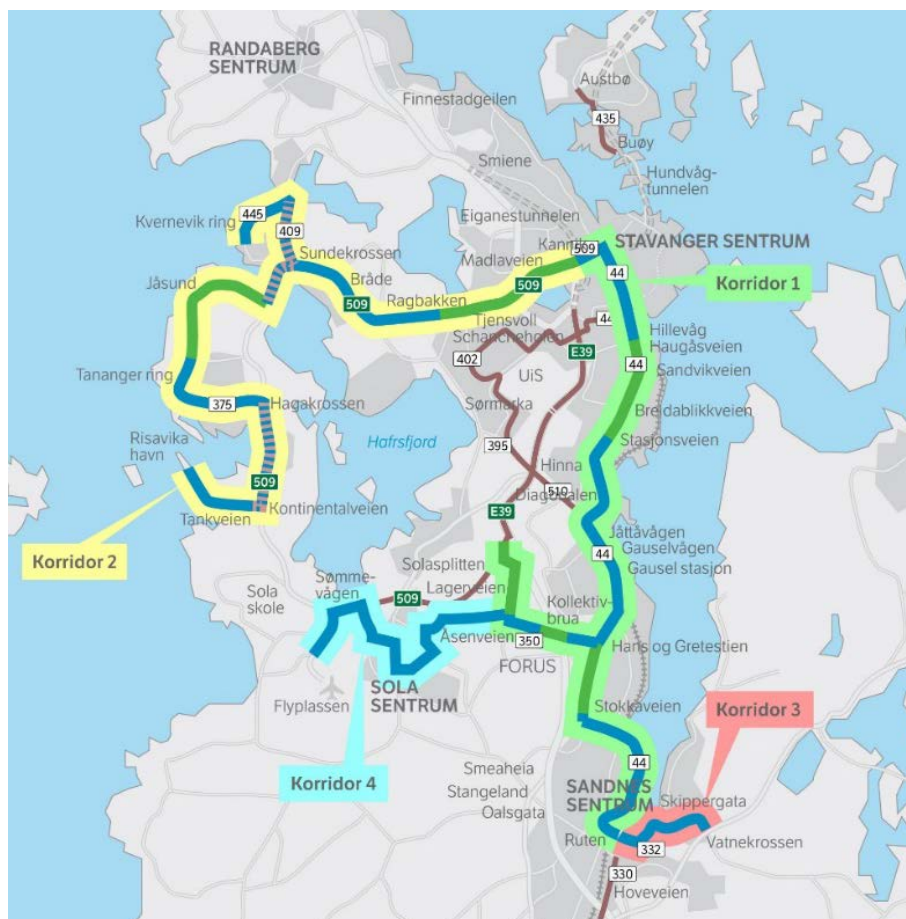 RANDABERG
SENTRUM
Finnestadgeilen
Austbø
435
Buøy
Smiene
Hundvåg-
tunnelen
445
Kvernevik ring
409
Eiganestunnelen
Kannik
509
STAVANGER SENTRUM
Sundekrossen
Madlaveien
44
Korridor 1
Jåsund
Bråde
509
Ragbakken
509
Tjensvoll
44
Schancheholen
Hillevåg
Haugåsveien
402
E39
44
Tananger ring
UiS
Sandvikveien
375
Hagakrossen
Sørmarka
Breidablikkveien
Risavika
havn
Hafrsfjord
395
Stasjonsveien
Hinna
509
510
Diagonalen
Tankveien
Kontinentalveien
E39
Jåttåvågen
44
Gauselvågen
Korridor 2
Solasplitten
Gausel stasjon
Sømme-
vågen
Sola
skole
Lagerveien
509
Kollektiv-
brua
Åsenveien
350
Hans og Gretestien
FORUS
SOLA
SENTRUM
Flyplassen
Stokkaveien
Korridor 3
Korridor 4
Smeaheia
44
Stangeland
SANDNES
SENTRUM
Oalsgata
Skippergata
Ruten
332
Vatnekrossen
330
Hoveveien